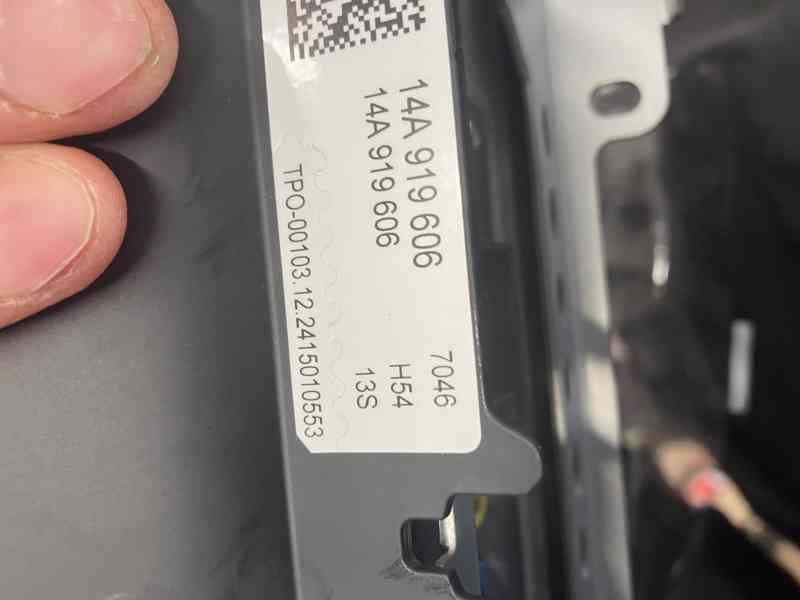 14A 919 606
14A 919 606
7046
H54
13S
TPO-00103.12.2415010553